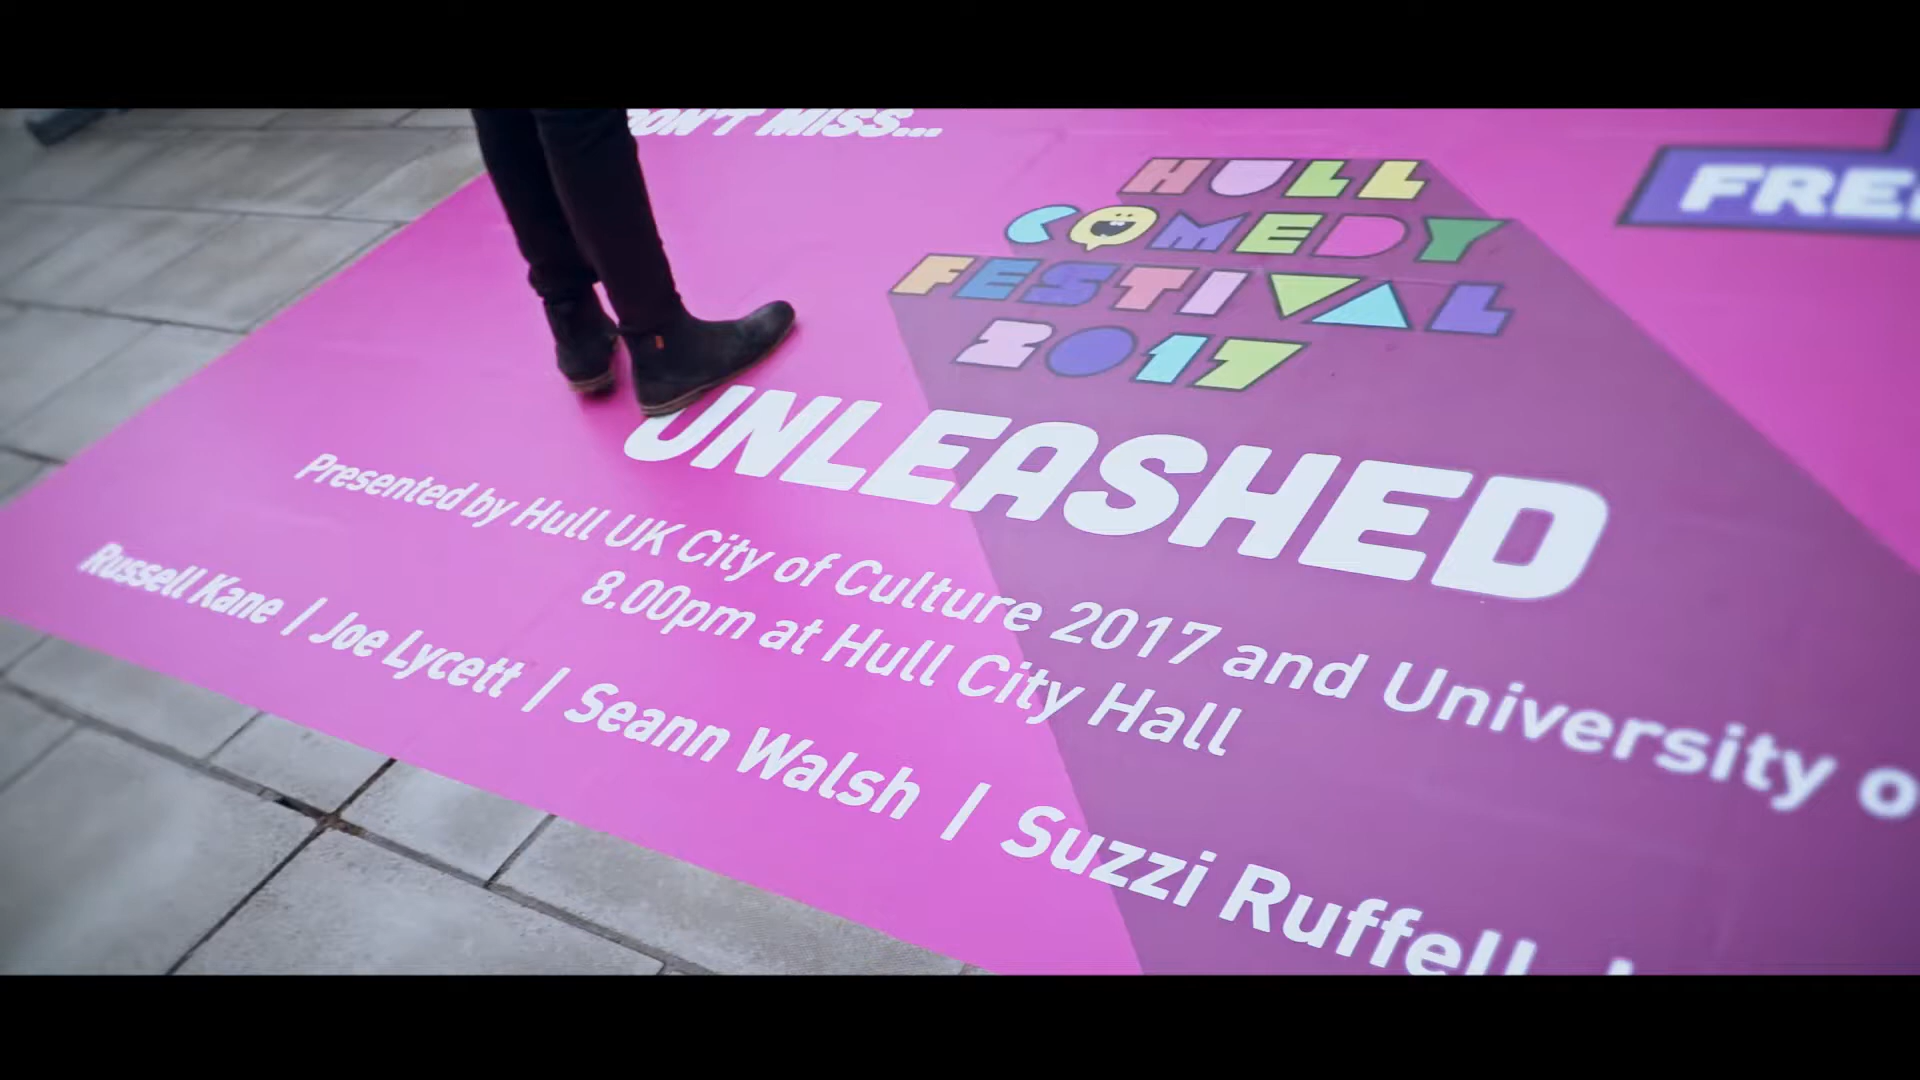 DON'T MISS...
HULL
COMEDY
FESTIVAL
2017
UNLEASHED
Presented by Hull UK City of Culture 2017 and University
8.00pm at Hull City Hall
Russell Kane | Joe Lycett | Seann Walsh | Suzzi Ruffell